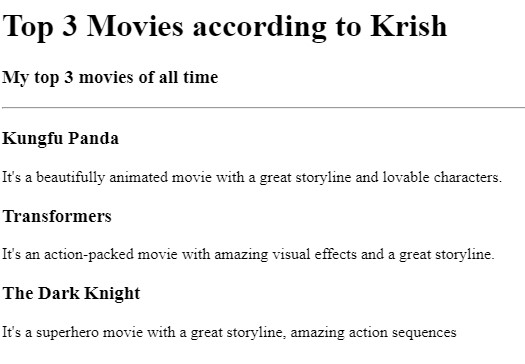 Top 3 Movies according to Krish
My top 3 movies of all time
Kungfu Panda
It's a beautifully animated movie with a great storyline and lovable characters.
Transformers
It's an action-packed movie with amazing visual effects and a great storyline.
The Dark Knight
It's a superhero movie with a great storyline, amazing action sequences